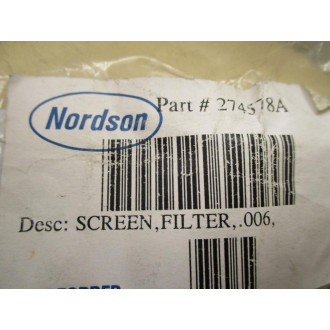 Nordson
Part # 274578A
Desc: SCREEN,FILTER,.006,